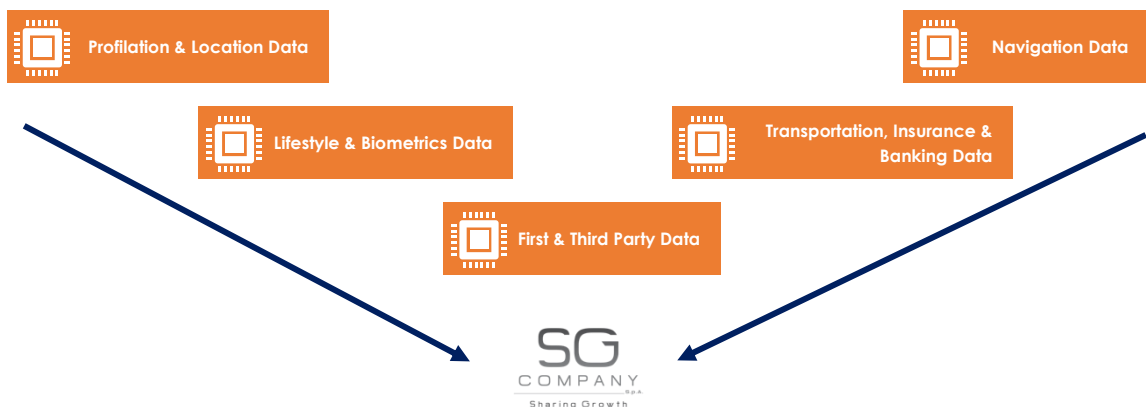 Profilation & Location Data
Navigation Data
Lifestyle & Biometrics Data
Transportation, Insurance &
Banking Data
First & Third Party Data
SG
COMPANY
S.p.A.
Sharing Growth